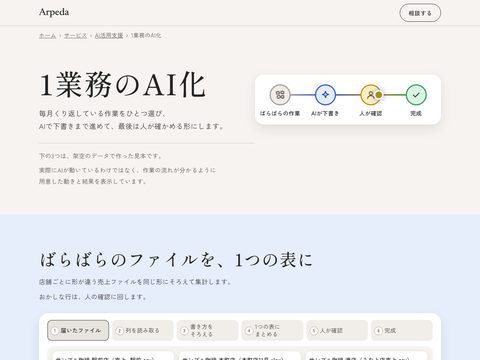 Arpeda
相談する
ホーム › サービス › AI活用支援 › 1業務のAI化
1業務のAI化
毎月くり返している作業をひとつ選び、
AIで下書きまで進めて、最後は人が確かめる形にします。
ばらばらの作業
AIが下書き
人が確認
完成
下の3つは、架空のデータで作った見本です。
実際にAIが動いているわけではなく、作業の流れが分かるように
用意した動きと結果を表示しています。
ばらばらのファイルを、1つの表に
店舗ごとに形が違う売上ファイルを同じ形にそろえて集計します。
おかしな行は、人の確認に回します。
1 届いたファイル
2 列を読み取る
3 書き方を
そろえる
4 1つの表に
まとめる
5 人が確認
6 完成